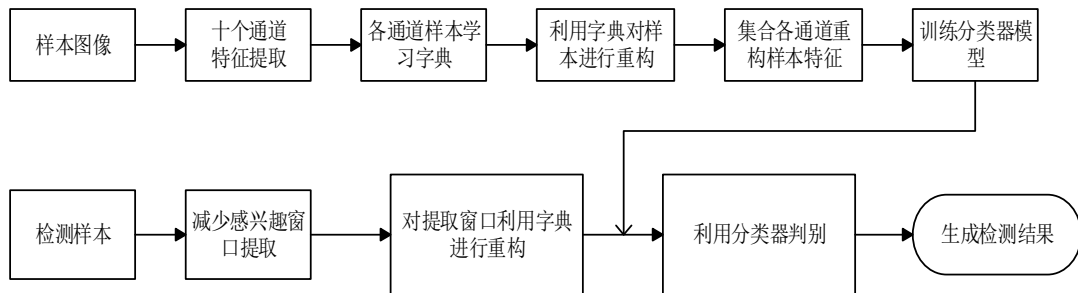 样本图像
十个通道
特征提取
各通道样本学
习字典
利用字典对样
本进行重构
集合各通道重
构样本特征
训练分类器模
型
检测样本
减少感兴趣窗
口提取
对提取窗口利用字典
进行重构
利用分类器判别
生成检测结果